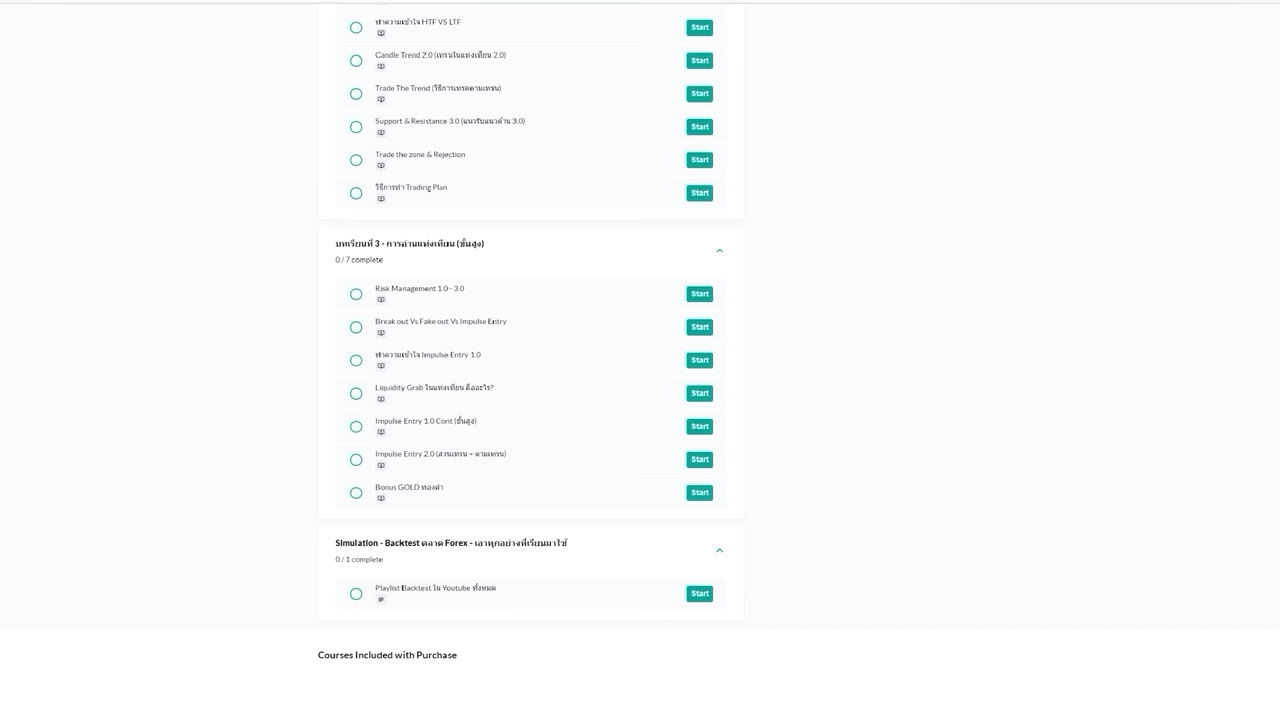 ทำความเข้าใจ HTF VS LTF
Start
Candle Trend 2.0 (เทรนในแท่งเทียน 2.0)
Start
Trade The Trend (วิธีการเทรดตามเทรน)
Start
Support & Resistance 3.0 (แนวรับแนวต้าน 3.0)
Start
Trade the zone & Rejection
Start
วิธีการทำ Trading Plan
Start
บทเรียนที่ 3 - การอ่านแท่งเทียน (ขั้นสูง)
0 / 7 complete
Risk Management 1.0 - 3.0
Start
Break out Vs Fake out Vs Impulse Entry
Start
ทำความเข้าใจ Impulse Entry 1.0
Start
Liquidity Grab ในแท่งเทียน คืออะไร?
Start
Impulse Entry 1.0 Cont (ขั้นสูง)
Start
Impulse Entry 2.0 (สวนเทรน + ตามเทรน)
Start
Bonus GOLD ทองคำ
Start
Simulation - Backtest ตลาด Forex - เอาทุกอย่างที่เรียนมาใช้
0 / 1 complete
Playlist Backtest ใน Youtube ทั้งหมด
Start
Courses Included with Purchase